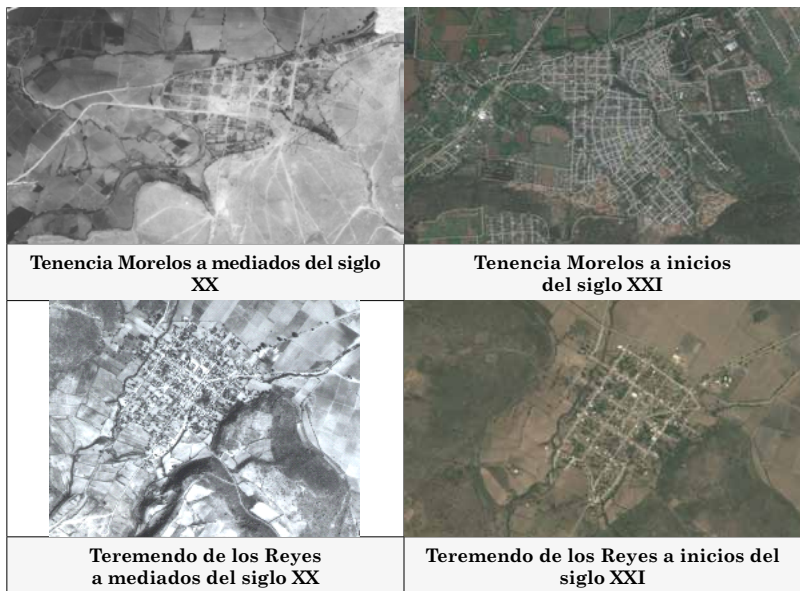 Tenencia Morelos a mediados del siglo
XX
Tenencia Morelos a inicios
del siglo XXI
Teremendo de los Reyes
a mediados del siglo XX
Teremendo de los Reyes a inicios del
siglo XXI